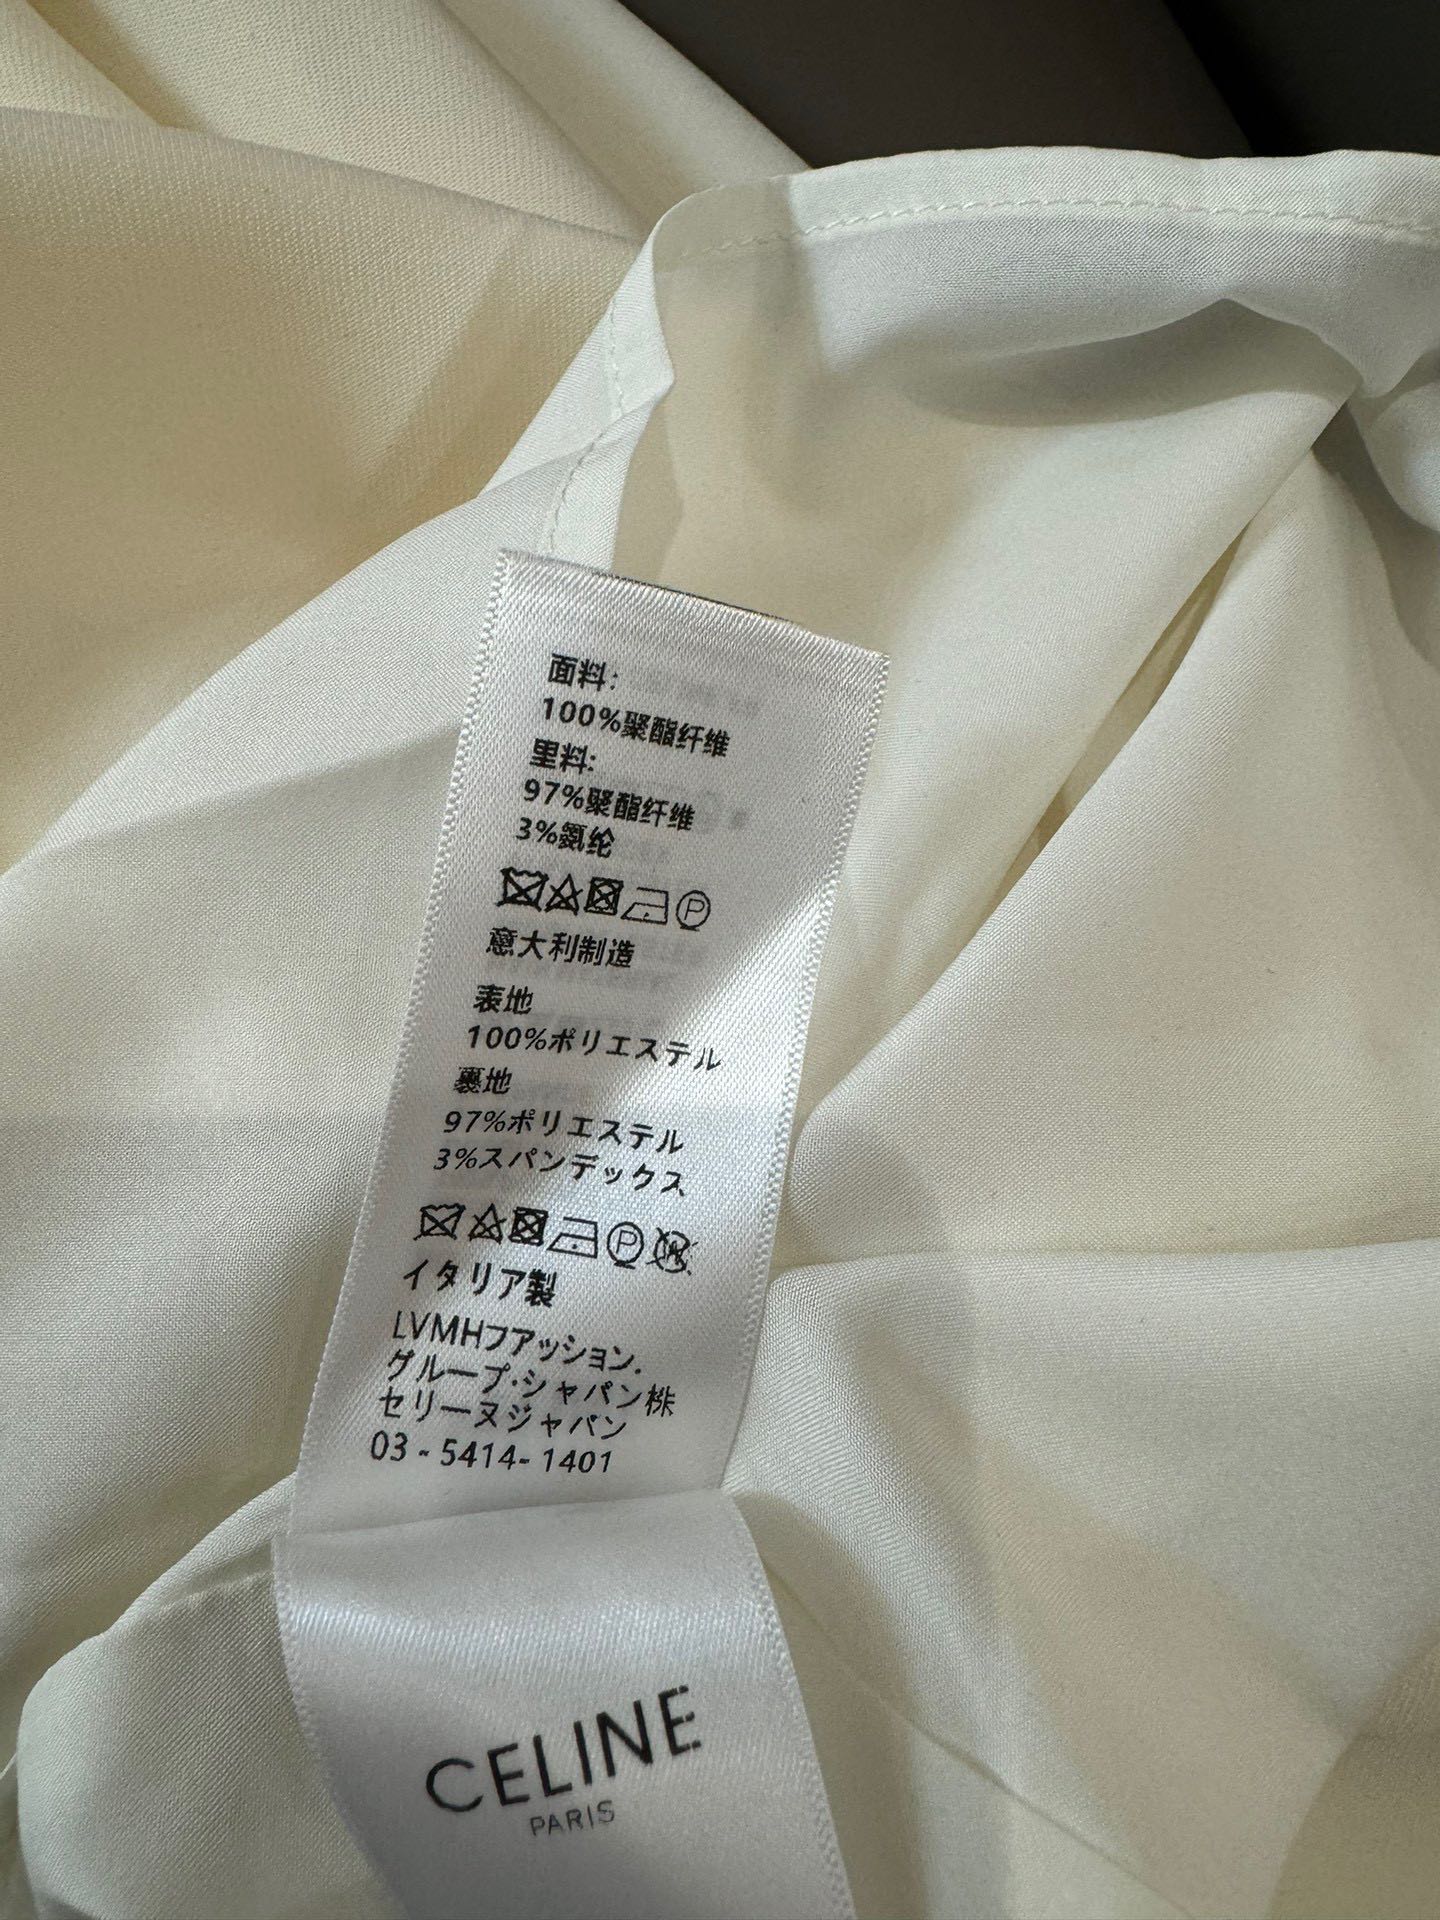 面料:
100%聚酯纤维
里料:
97%聚酯纤维
3%氨纶
P
意大利制造
表地
100%ポリエステル
裏地
97%ポリエステル
3%スパンデックス
P W
イタリア製
LVMHファッション.
グループ·ジャパン株
セリーヌジャパン
03-5414-1401
CELINE
PARIS